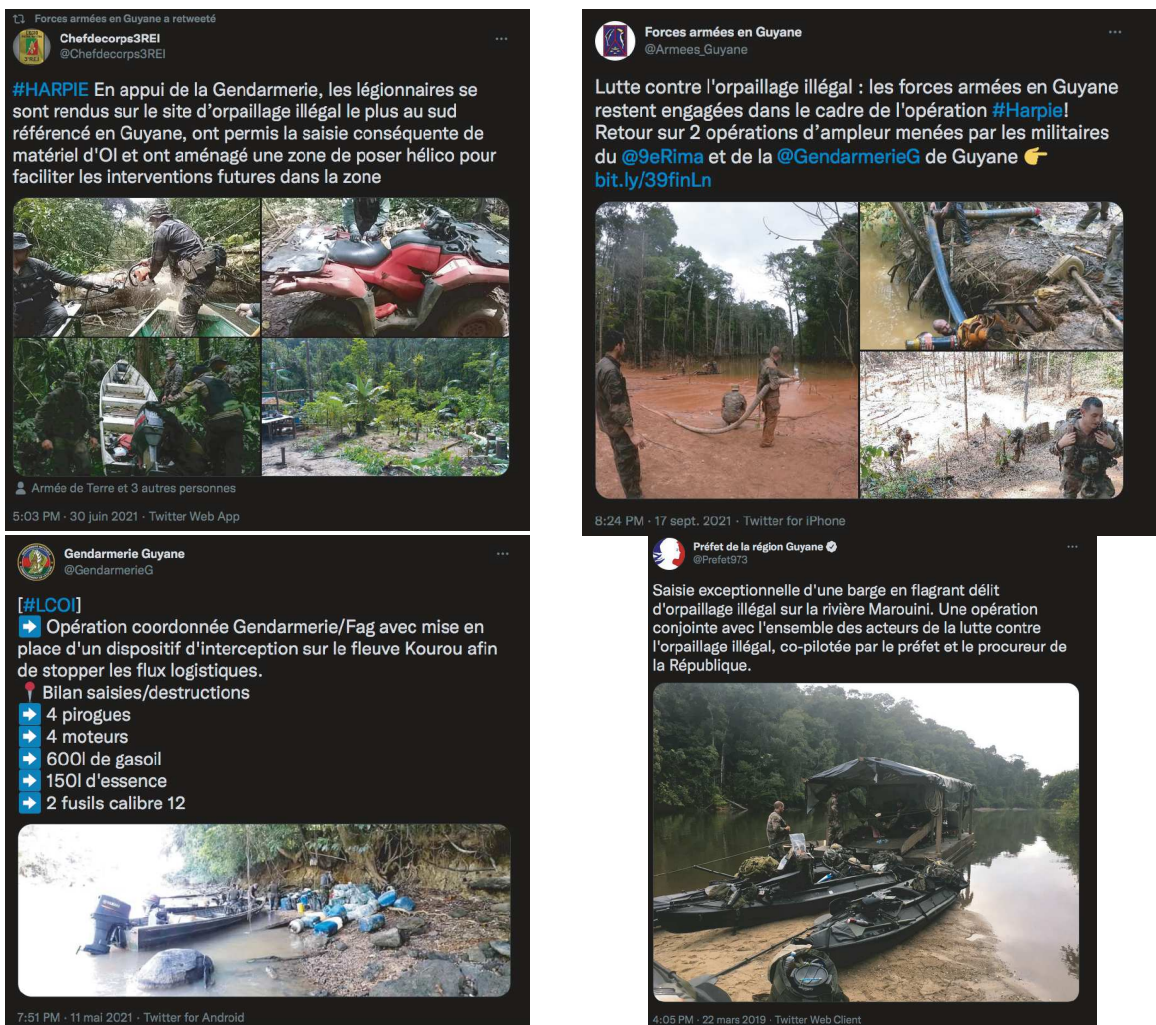 Forces armées en Guyane a retweeté
Chefdecorps3REI
@Chefdecorps3REI
#HARPIE En appui de la Gendarmerie, les légionnaires se
sont rendus sur le site d'orpaillage illégal le plus au sud
référencé en Guyane, ont permis la saisie conséquente de
matériel d'OI et ont aménagé une zone de poser hélico pour
faciliter les interventions futures dans la zone
Armée de Terre et 3 autres personnes
5:03 PM · 30 juin 2021 · Twitter Web App
Forces armées en Guyane
@Armees_Guyane
Lutte contre l'orpaillage illégal : les forces armées en Guyane
restent engagées dans le cadre de l'opération #Harpie!
Retour sur 2 opérations d'ampleur menées par les militaires
du @9eRima et de la @GendarmerieG de Guyane 👉
bit.ly/39finLn
8:24 PM · 17 sept. 2021 · Twitter for iPhone
Gendarmerie Guyane
@GendarmerieG
[#LCOI]
➡ Opération coordonnée Gendarmerie/Fag avec mise en
place d'un dispositif d'interception sur le fleuve Kourou afin
de stopper les flux logistiques.
📍 Bilan saisies/destructions
➡ 4 pirogues
➡ 4 moteurs
➡ 600l de gasoil
➡ 150l d'essence
➡ 2 fusils calibre 12
7:51 PM · 11 mai 2021 · Twitter for Android
Préfet de la région Guyane
@Prefet973
Saisie exceptionnelle d'une barge en flagrant délit
d'orpaillage illégal sur la rivière Marouini. Une opération
conjointe avec l'ensemble des acteurs de la lutte contre
l'orpaillage illégal, co-pilotée par le préfet et le procureur de
la République.
4:05 PM · 22 mars 2019 · Twitter Web Client